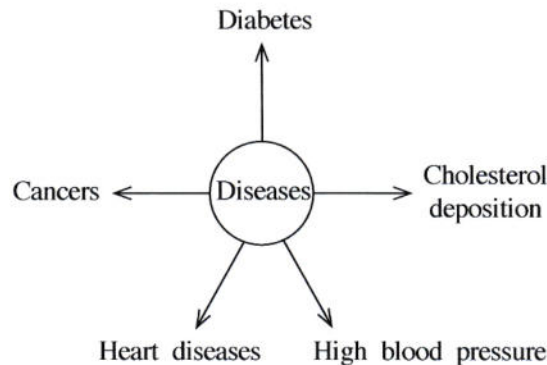 Diabetes
Cancers
Diseases
Cholesterol
deposition
Heart diseases
High blood pressure